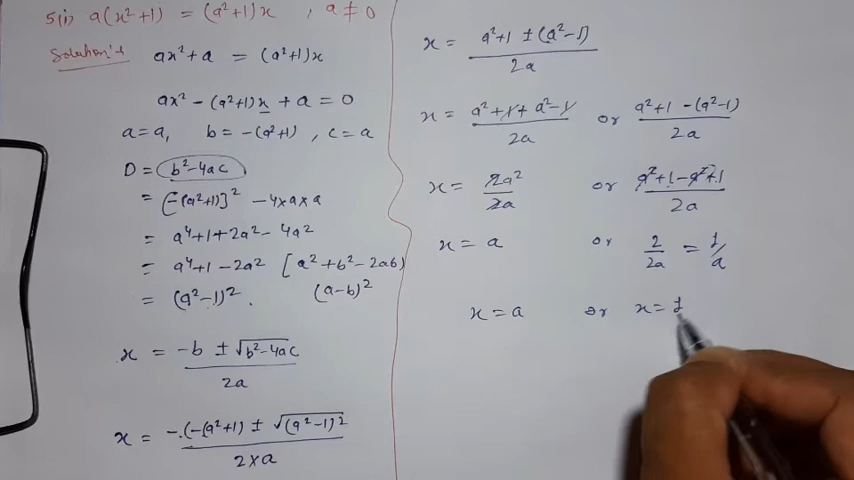 5(i) a(x²+1) = (a²+1)x , a ≠ 0
Solution:
ax²+a = (a²+1)x
ax² - (a²+1)x + a = 0
a=a, b = -(a²+1) , c = a
D = b²-4ac
= [-(a²+1)]² - 4×a×a
= a⁴+1+2a² - 4a²
= a⁴+1-2a² [a²+b²-2ab)
= (a²-1)². (a-b)²
x = -b ± √b²-4ac / 2a
x = -(-(a²+1) ± √(a²-1)² / 2×a
x = a²+1 ±(a²-1) / 2a
x = a²+1+a²-1 / 2a or a²+1 -(a²-1) / 2a
x = 2a² / 2a or a²+1-a²+1 / 2a
x = a or 2/2a = 1/a
x = a or x = 1